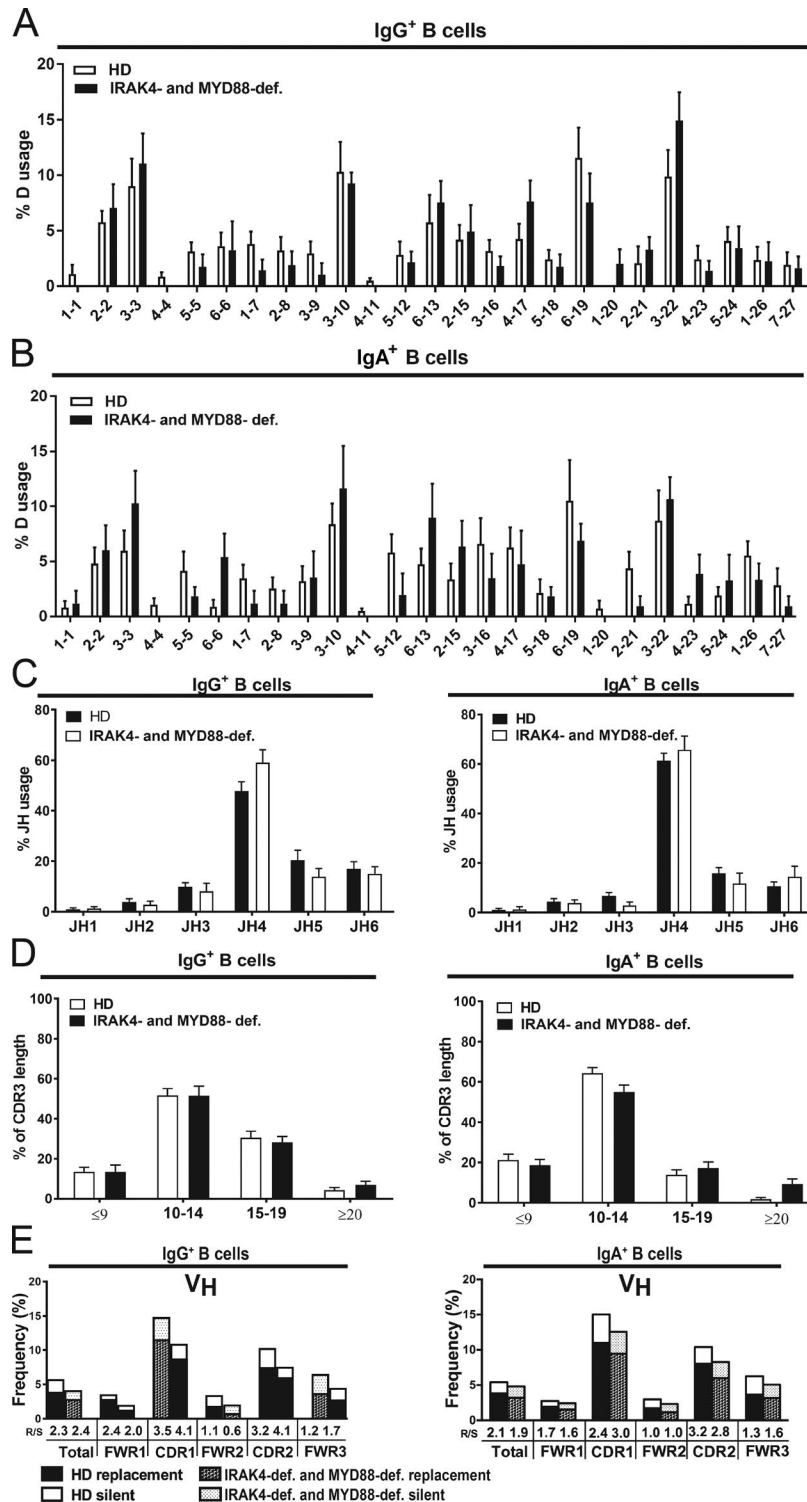 A
IgG+ B cells
HD
IRAK4- and MYD88-def.
% D usage
20
15
10
5
0
1-1 2-2 3-3 4-4 5-5 6-6 1-7 2-8 3-9 3-10 4-11 5-12 6-13 2-15 3-16 4-17 5-18 6-19 1-20 2-21 3-22 4-23 5-24 1-26 7-27
B
IgA+ B cells
HD
IRAK4- and MYD88- def.
% D usage
20
15
10
5
0
1-1 2-2 3-3 4-4 5-5 6-6 1-7 2-8 3-9 3-10 4-11 5-12 6-13 2-15 3-16 4-17 5-18 6-19 1-20 2-21 3-22 4-23 5-24 1-26 7-27
C
IgG+ B cells
HD
IRAK4- and MYD88-def.
% JH usage
80
60
40
20
0
JH1 JH2 JH3 JH4 JH5 JH6
IgA+ B cells
HD
IRAK4- and MYD88-def.
% JH usage
80
60
40
20
0
JH1 JH2 JH3 JH4 JH5 JH6
D
IgG+ B cells
HD
IRAK4- and MYD88- def.
% of CDR3 length
100
80
60
40
20
0
≤9 10-14 15-19 ≥20
IgA+ B cells
HD
IRAK4- and MYD88- def.
% of CDR3 length
100
80
60
40
20
0
≤9 10-14 15-19 ≥20
E
IgG+ B cells
VH
Frequency (%)
20
15
10
5
0
R/S 2.3 2.4 2.4 2.0 3.5 4.1 1.1 0.6 3.2 4.1 1.2 1.7
Total FWR1 CDR1 FWR2 CDR2 FWR3
IgA+ B cells
VH
Frequency (%)
20
15
10
5
0
R/S 2.1 1.9 1.7 1.6 2.4 3.0 1.0 1.0 3.2 2.8 1.3 1.6
Total FWR1 CDR1 FWR2 CDR2 FWR3
HD replacement IRAK4-def. and MYD88-def. replacement
HD silent IRAK4-def. and MYD88-def. silent